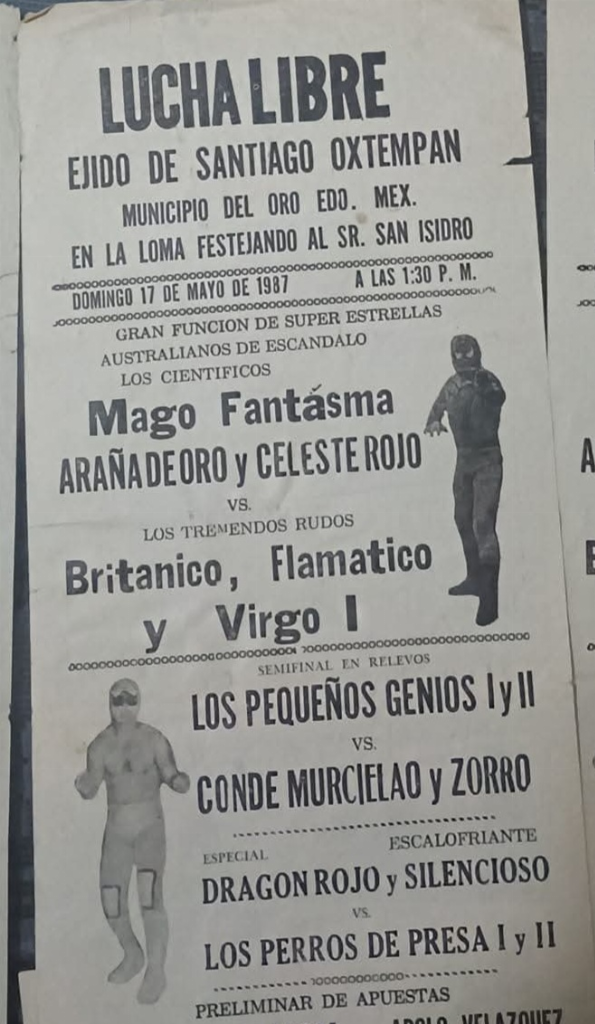 LUCHA LIBRE
EJIDO DE SANTIAGO OXTEMPAN
MUNICIPIO DEL ORO EDO. MEX.
EN LA LOMA FESTEJANDO AL SR. SAN ISIDRO
DOMINGO 17 DE MAYO DE 1987 A LAS 1:30 P. M.
GRAN FUNCION DE SUPER ESTRELLAS
AUSTRALIANOS DE ESCANDALO
LOS CIENTIFICOS
Mago Fantásma
ARAÑA DE ORO y CELESTE ROJO
VS.
LOS TREMENDOS RUDOS
Britanico, Flamatico
y Virgo I
SEMIFINAL EN RELEVOS
LOS PEQUEÑOS GENIOS I y II
VS.
CONDE MURCIELAO y ZORRO
ESPECIAL ESCALOFRIANTE
DRAGON ROJO y SILENCIOSO
VS.
LOS PERROS DE PRESA I y II
PRELIMINAR DE APUESTAS
VELAZQUEZ